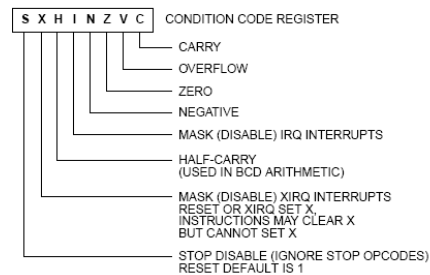 S X H I N Z V C CONDITION CODE REGISTER
CARRY
OVERFLOW
ZERO
NEGATIVE
MASK (DISABLE) IRQ INTERRUPTS
HALF-CARRY
(USED IN BCD ARITHMETIC)
MASK (DISABLE) XIRQ INTERRUPTS
RESET OR XIRQ SET X,
INSTRUCTIONS MAY CLEAR X
BUT CANNOT SET X
STOP DISABLE (IGNORE STOP OPCODES)
RESET DEFAULT IS 1